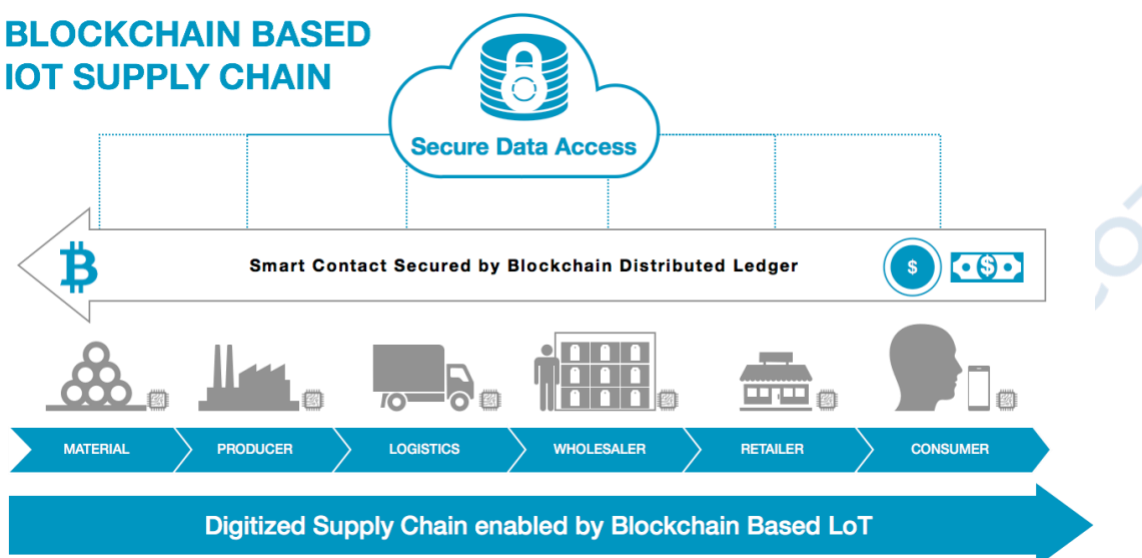 BLOCKCHAIN BASED
IOT SUPPLY CHAIN
Secure Data Access
Smart Contact Secured by Blockchain Distributed Ledger
$
$
MATERIAL
PRODUCER
LOGISTICS
WHOLESALER
RETAILER
CONSUMER
Digitized Supply Chain enabled by Blockchain Based LoT